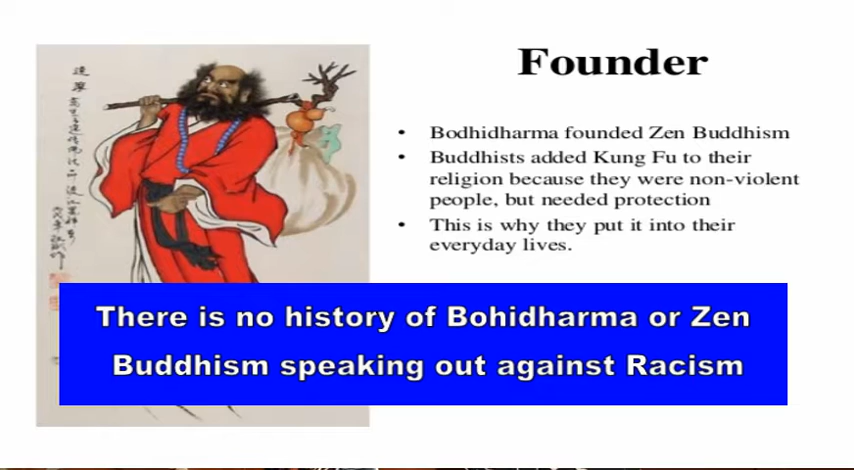 Founder
• Bodhidharma founded Zen Buddhism
• Buddhists added Kung Fu to their
religion because they were non-violent
people, but needed protection
• This is why they put it into their
everyday lives.
There is no history of Bohidharma or Zen
Buddhism speaking out against Racism
達摩